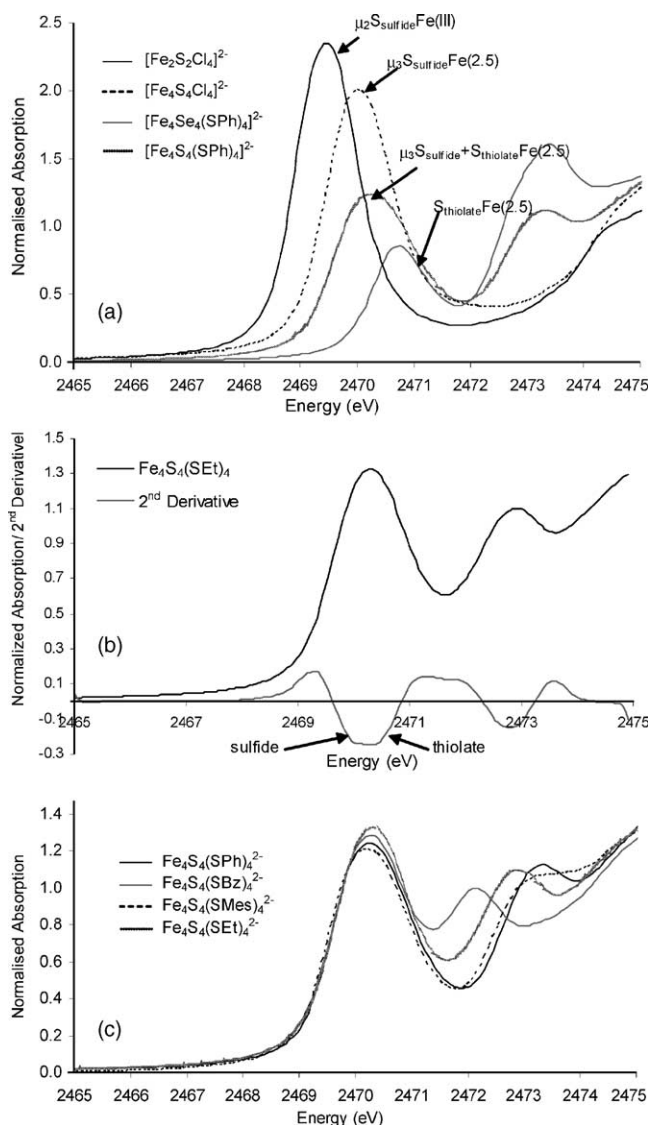 2.5
2.0
1.5
1.0
0.5
0.0
Normalised Absorption
[Fe₂S₂Cl₄]²⁻
[Fe₄S₄Cl₄]²⁻
[Fe₄Se₄(SPh)₄]²⁻
[Fe₄S₄(SPh)₄]²⁻
μ₂S_sulfideFe(III)
μ₃S_sulfideFe(2.5)
μ₃S_sulfide+S_thiolateFe(2.5)
S_thiolateFe(2.5)
(a)
2465 2466 2467 2468 2469 2470 2471 2472 2473 2474 2475
Energy (eV)
1.5
1.3
1.1
0.9
0.7
0.5
0.3
0.1
-0.1
-0.3
Normalized Absorption/ 2ⁿᵈ Derivativel
Fe₄S₄(SEt)₄
2ⁿᵈ Derivative
(b)
2465 2467 2469 2471 2473 2475
sulfide
thiolate
Energy (eV)
1.4
1.2
1.0
0.8
0.6
0.4
0.2
0.0
Normalised Absorption
Fe₄S₄(SPh)₄²⁻
Fe₄S₄(SBz)₄²⁻
Fe₄S₄(SMes)₄²⁻
Fe₄S₄(SEt)₄²⁻
(c)
2465 2466 2467 2468 2469 2470 2471 2472 2473 2474 2475
Energy (eV)